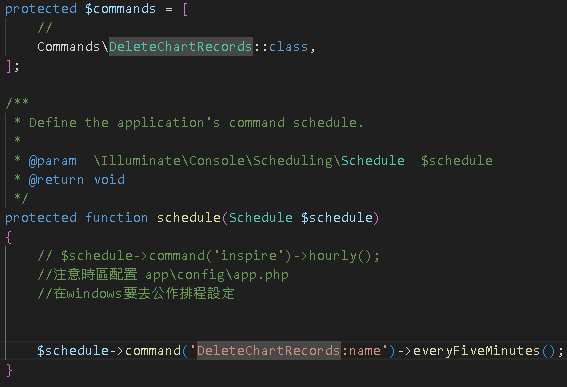 protected $commands = [
//
Commands\DeleteChartRecords::class,
];
/**
* Define the application's command schedule.
*
* @param \Illuminate\Console\Scheduling\Schedule $schedule
* @return void
*/
protected function schedule(Schedule $schedule)
{
// $schedule->command('inspire')->hourly();
//注意時區配置 app\config\app.php
//在windows要去公作排程設定
$schedule->command('DeleteChartRecords:name')->everyFiveMinutes();
}